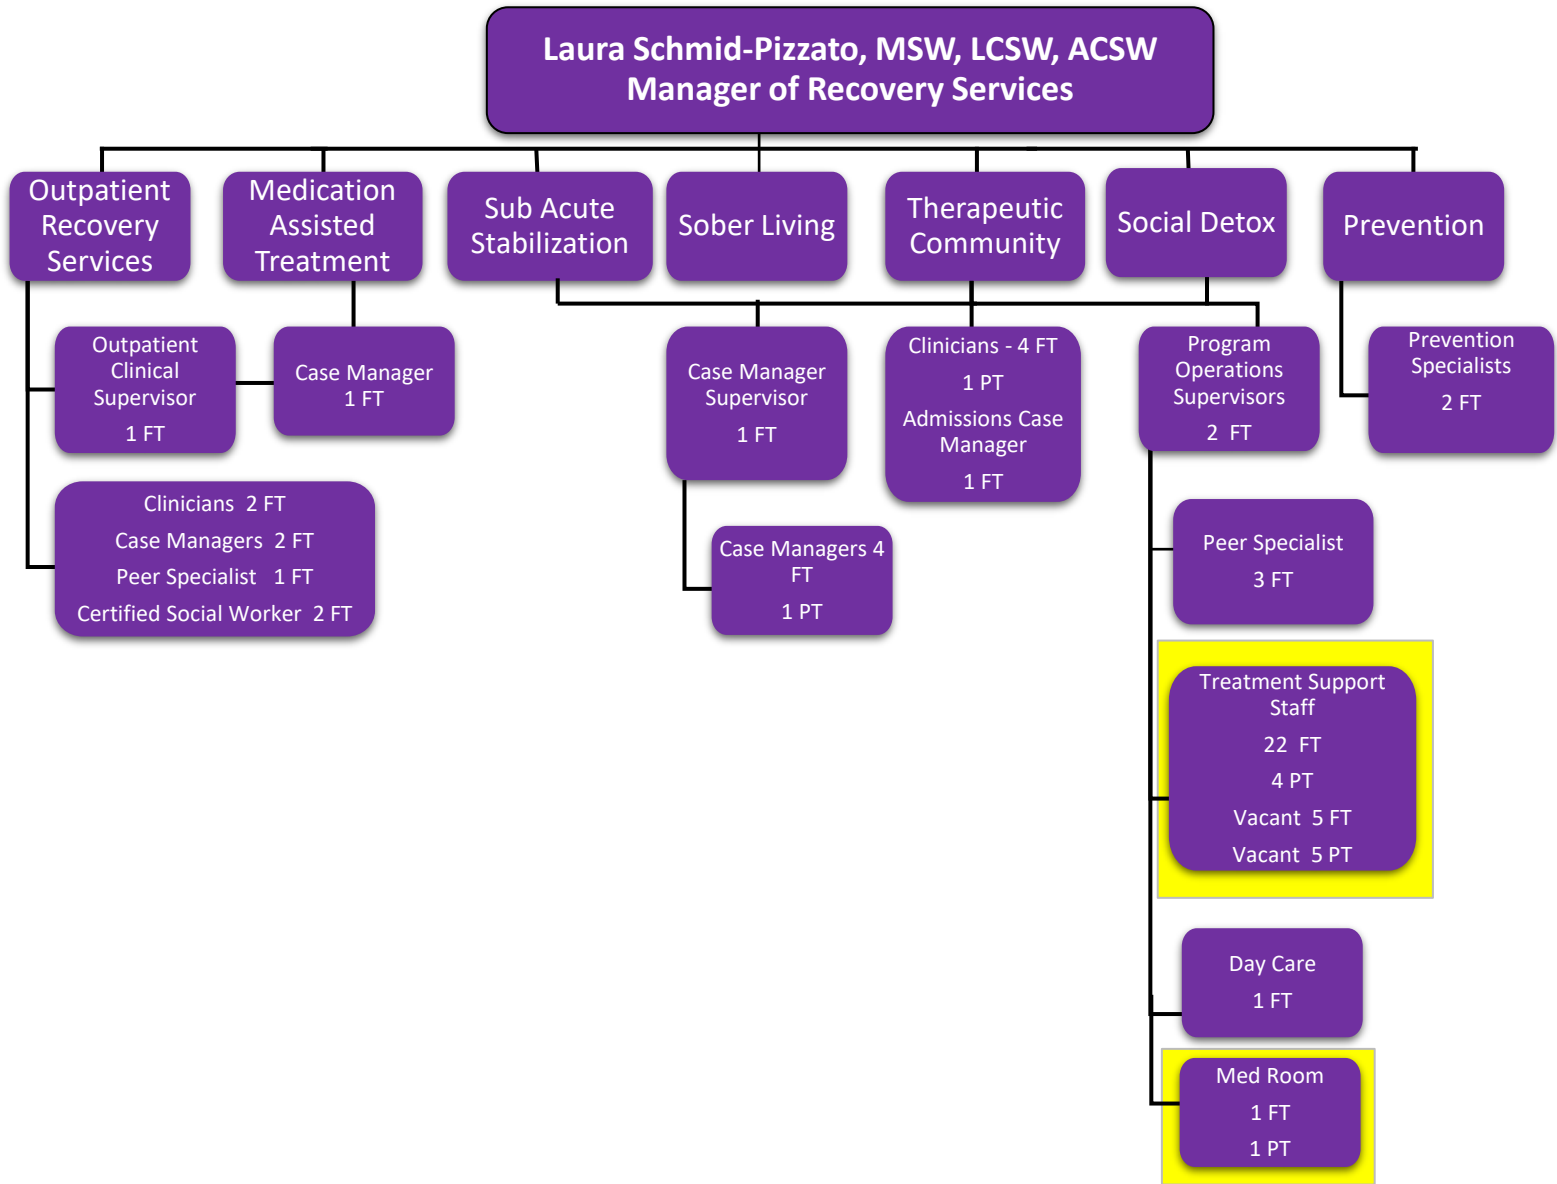 Laura Schmid-Pizzato, MSW, LCSW, ACSW
Manager of Recovery Services
Outpatient
Recovery
Services
Medication
Assisted
Treatment
Sub Acute
Stabilization
Sober Living
Therapeutic
Community
Social Detox
Prevention
Outpatient
Clinical
Supervisor
1 FT
Case Manager
1 FT
Case Manager
Supervisor
1 FT
Clinicians - 4 FT
1 PT
Admissions Case
Manager
1 FT
Program
Operations
Supervisors
2 FT
Prevention
Specialists
2 FT
Clinicians 2 FT
Case Managers 2 FT
Peer Specialist 1 FT
Certified Social Worker 2 FT
Case Managers 4
FT
1 PT
Peer Specialist
3 FT
Treatment Support
Staff
22 FT
4 PT
Vacant 5 FT
Vacant 5 PT
Day Care
1 FT
Med Room
1 FT
1 PT